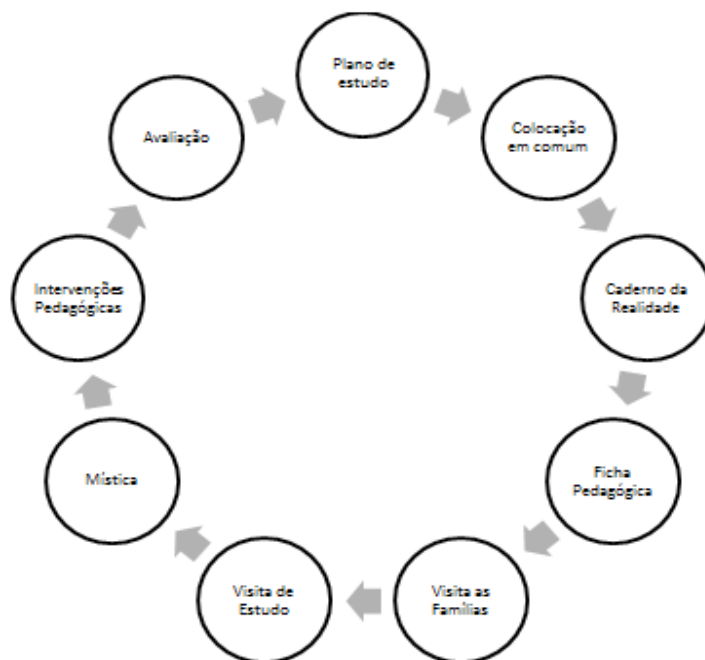 Plano de
estudo
Colocação
em comum
Caderno da
Realidade
Ficha
Pedagógica
Visita as
Famílias
Visita de
Estudo
Mística
Intervenções
Pedagógicas
Avaliação